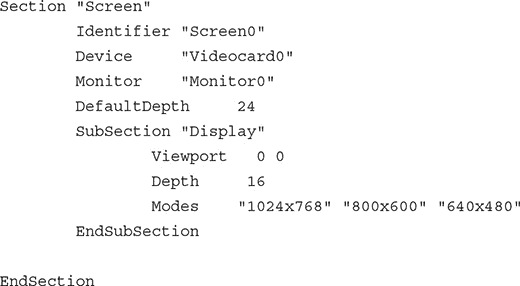 Section "Screen"
        Identifier "Screen0"
        Device     "Videocard0"
        Monitor    "Monitor0"
        DefaultDepth     24
        SubSection "Display"
                Viewport   0 0
                Depth     16
                Modes    "1024x768" "800x600" "640x480"
        EndSubSection

EndSection